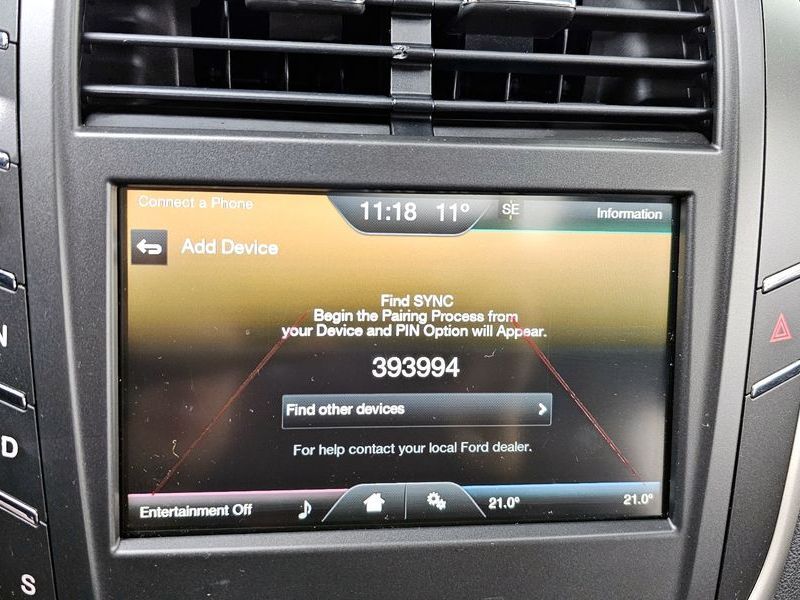 Connect a Phone
11:18 11°
SE
Information
Add Device
Find SYNC
Begin the Pairing Process from
your Device and PIN Option will Appear.
393994
Find other devices
For help contact your local Ford dealer.
Entertainment Off
21.0°
21.0°
N
D
S